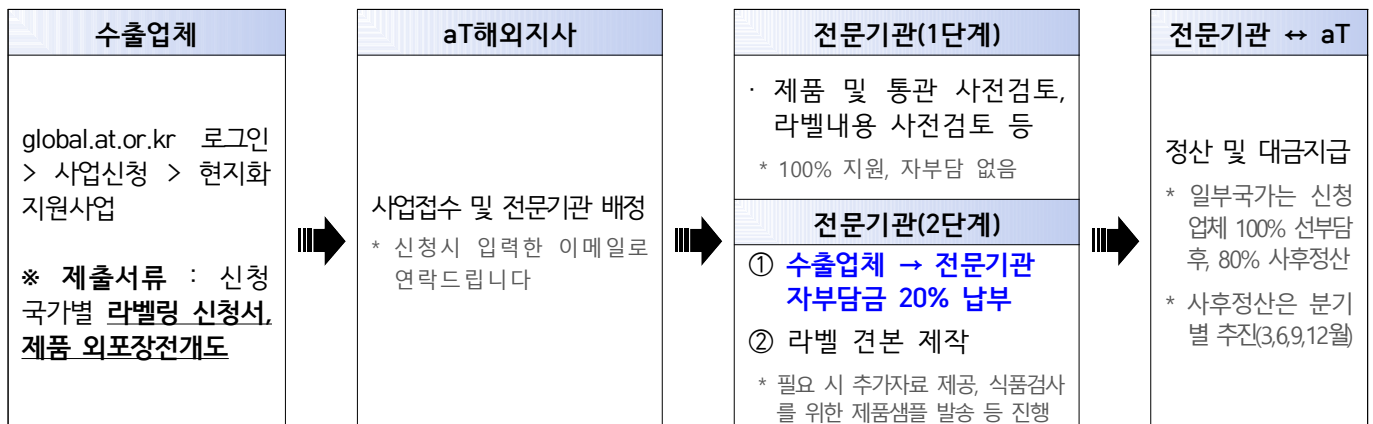 수출업체
global.at.or.kr 로그인
> 사업신청 > 현지화
지원사업
※ 제출서류 : 신청
국가별 라벨링 신청서,
제품 외포장전개도
aT해외지사
사업접수 및 전문기관 배정
* 신청시 입력한 이메일로
연락드립니다
전문기관(1단계)
· 제품 및 통관 사전검토,
라벨내용 사전검토 등
* 100% 지원, 자부담 없음
전문기관(2단계)
① 수출업체 → 전문기관
자부담금 20% 납부
② 라벨 견본 제작
* 필요 시 추가자료 제공, 식품검사
를 위한 제품샘플 발송 등 진행
전문기관 ↔ aT
정산 및 대금지급
* 일부국가는 신청
업체 100% 선부담
후, 80% 사후정산
* 사후정산은 분기
별 추진(3,6,9,12월)